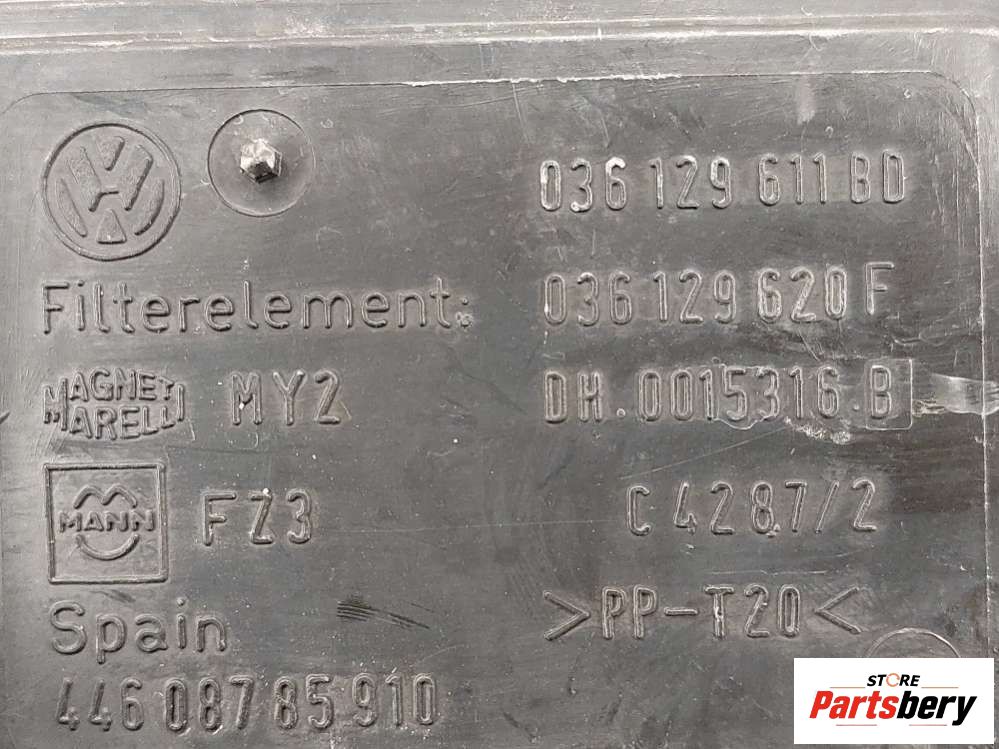 036 129 611 BD
Filterelement: 036 129 620 F
MAGNETI MARELLI MY2 DH.0015316.B
MANN FZ3 C 4287/2
Spain >PP-T20<
446 087 85 910
STORE
Partsbery